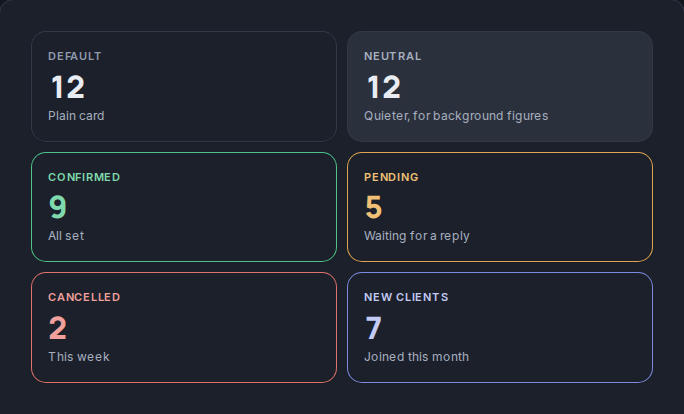 DEFAULT
12
Plain card
NEUTRAL
12
Quieter, for background figures
CONFIRMED
9
All set
PENDING
5
Waiting for a reply
CANCELLED
2
This week
NEW CLIENTS
7
Joined this month